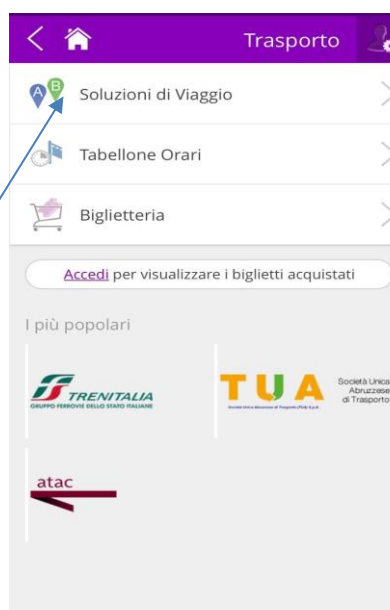 Trasporto
A B
Soluzioni di Viaggio
Tabellone Orari
Biglietteria
Accedi per visualizzare i biglietti acquistati
I più popolari
TRENITALIA
GRUPPO FERROVIE DELLO STATO ITALIANE
TUA
Società Unica
Abruzzese
di Trasporto
atac